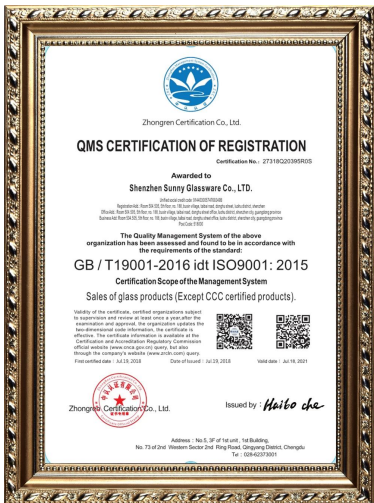 Zhongren Certification Co., Ltd.
QMS CERTIFICATION OF REGISTRATION
Certification No.: 27318Q20395R0S
Awarded to
Shenzhen Sunny Glassware Co., LTD.
The Quality Management System of the above
organization has been assessed and found to be in accordance with
the requirements of the standard:
GB / T19001-2016 idt ISO9001: 2015
Certification Scope of the Management System
Sales of glass products (Except CCC certified products).
Validity of the certificate, certified organizations subject
to supervision and review at least once a year.after the
examination and approval, the organization updates the
two-dimensional code information, the certificate is
effective. The certificate information is available at the
Certification and Accreditation Regulatory Commission
official website (www.cnca.gov.cn) query, but also
through the company's website (www.zrcdn.com) query.
First certified date : Jul 29, 2018 Date of Issued : Jul 29, 2018 Valid date : Jul 18, 2021
Zhongren Certification Co., Ltd.
Issued by : Haibo che
Address : No.5, 3F of 1st unit , 1st Building,
No. 73 of 2nd Western Sector 2nd Ring Road, Qingyang District, Chengdu
Tel : 028-62373001